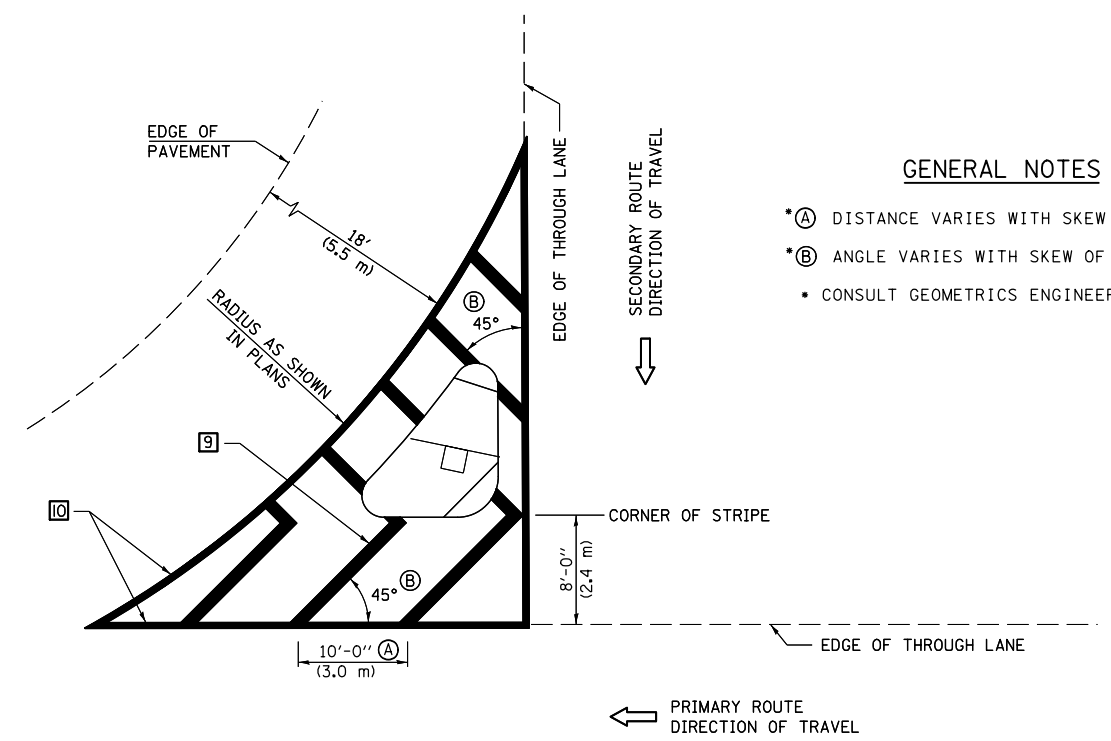 EDGE OF
PAVEMENT
18'
(5.5 m)
RADIUS AS SHOWN
IN PLANS
EDGE OF THROUGH LANE
SECONDARY ROUTE
DIRECTION OF TRAVEL
GENERAL NOTES
*Ⓐ DISTANCE VARIES WITH SKEW
*Ⓑ ANGLE VARIES WITH SKEW OF
* CONSULT GEOMETRICS ENGINEER
Ⓑ
45°
9
10
CORNER OF STRIPE
8'-0"
(2.4 m)
45° Ⓑ
10'-0" Ⓐ
(3.0 m)
EDGE OF THROUGH LANE
PRIMARY ROUTE
DIRECTION OF TRAVEL